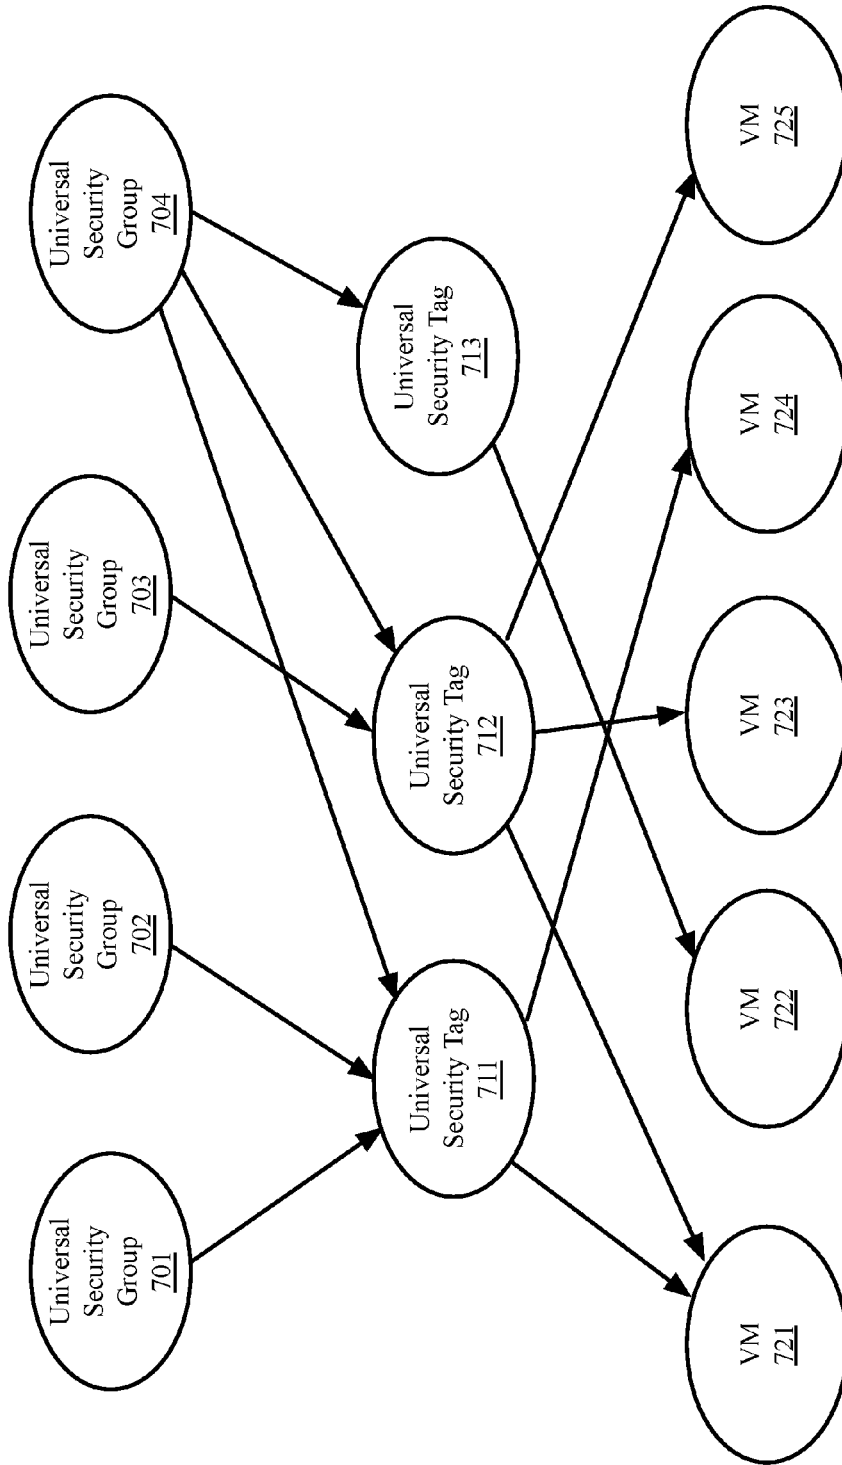 Universal
Security
Group
701
Universal
Security
Group
702
Universal
Security
Group
703
Universal
Security
Group
704
Universal
Security Tag
711
Universal
Security Tag
712
Universal
Security Tag
713
VM
721
VM
722
VM
723
VM
724
VM
725